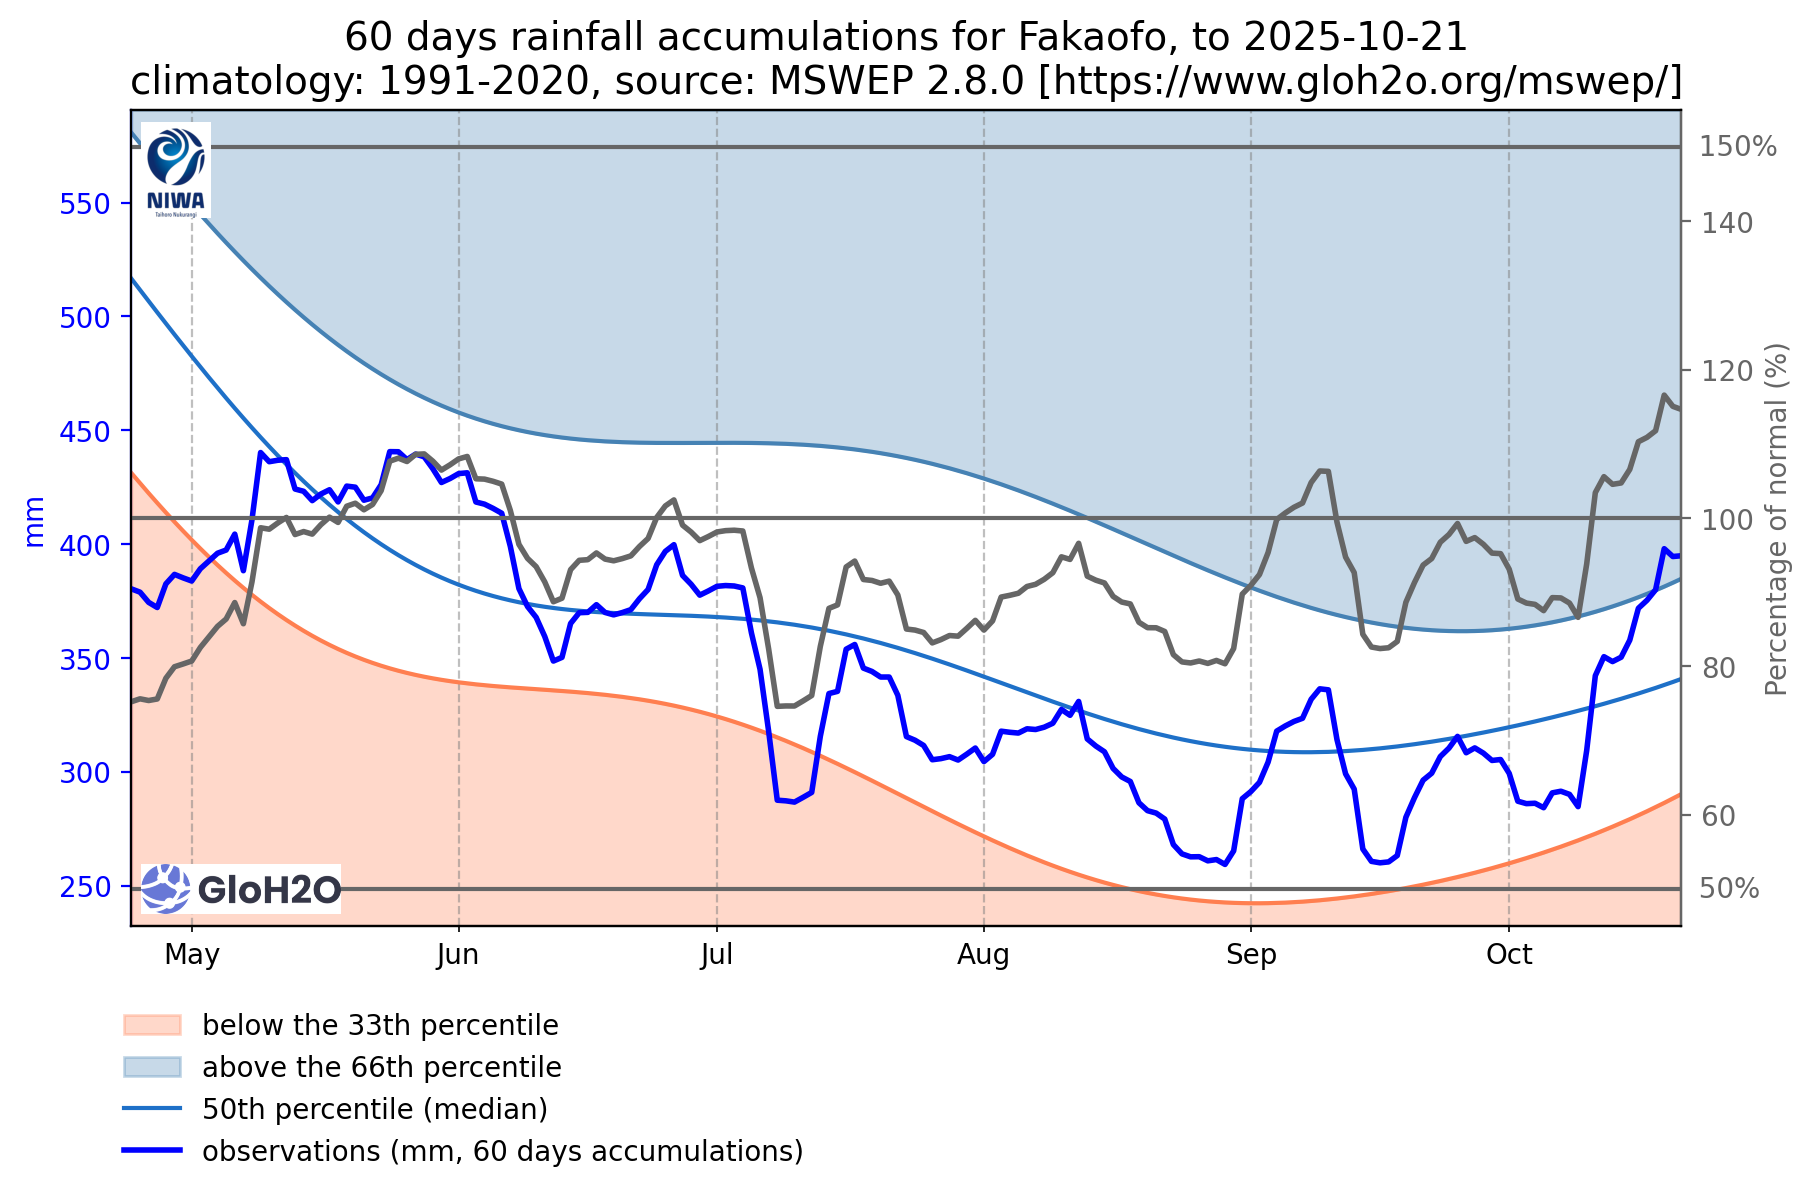 60 days rainfall accumulations for Fakaofo, to 2025-10-21
climatology: 1991-2020, source: MSWEP 2.8.0 [https://www.gloh2o.org/mswep/]
NIWA
Taihoro Nukurangi
550
500
450
400
350
300
250
mm
150%
140
120
100
80
60
50%
Percentage of normal (%)
GloH2O
May Jun Jul Aug Sep Oct
below the 33th percentile
above the 66th percentile
50th percentile (median)
observations (mm, 60 days accumulations)